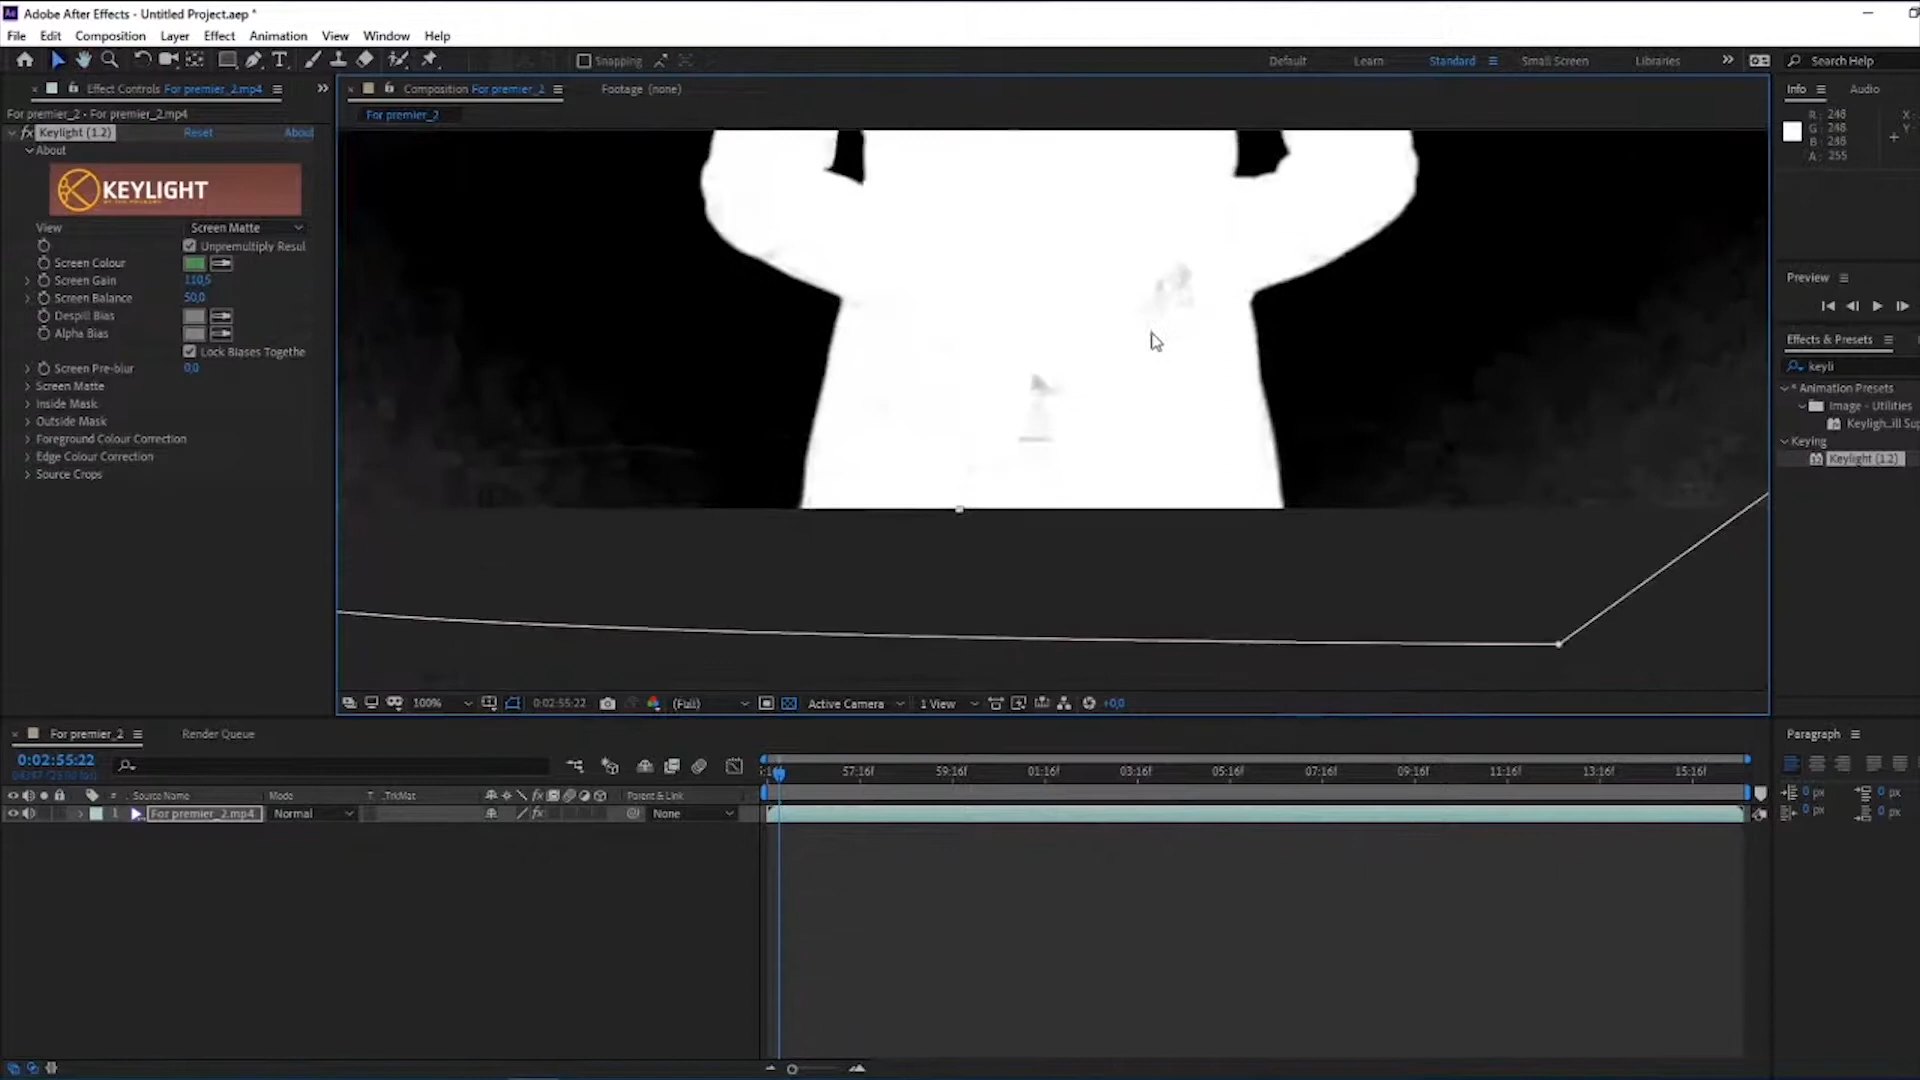 Adobe After Effects - Untitled Project.aep *
File Edit Composition Layer Effect Animation View Window Help
Snapping Default Learn Standard Small Screen Libraries Search Help
Effect Controls For premier_2.mp4
Composition For premier_2
Footage (none)
Info Audio
For premier_2 • For premier_2.mp4
For premier_2
R: 248
G: 248
B: 248
A: 255
X:
Y:
fx Keylight (1.2) Reset About
About
KEYLIGHT
View Screen Matte
Unpremultiply Resul
Screen Colour
Screen Gain 110,5
Screen Balance 50,0
Despill Bias
Alpha Bias
Lock Biases Togethe
Screen Pre-blur 0,0
Screen Matte
Inside Mask
Outside Mask
Foreground Colour Correction
Edge Colour Correction
Source Crops
Preview
Effects & Presets
keyli
* Animation Presets
Image - Utilities
Keyligh...ill Sup
Keying
Keylight (1.2)
100% 0:02:55:22 (Full) Active Camera 1 View +0,0
For premier_2 Render Queue
Paragraph
0:02:55:22
57:16f 59:16f 01:16f 03:16f 05:16f 07:16f 09:16f 11:16f 13:16f 15:16f
# Source Name Mode T .TrkMat fx Parent & Link
1 For premier_2.mp4 Normal fx None
0 px 0 px
0 px 0 px